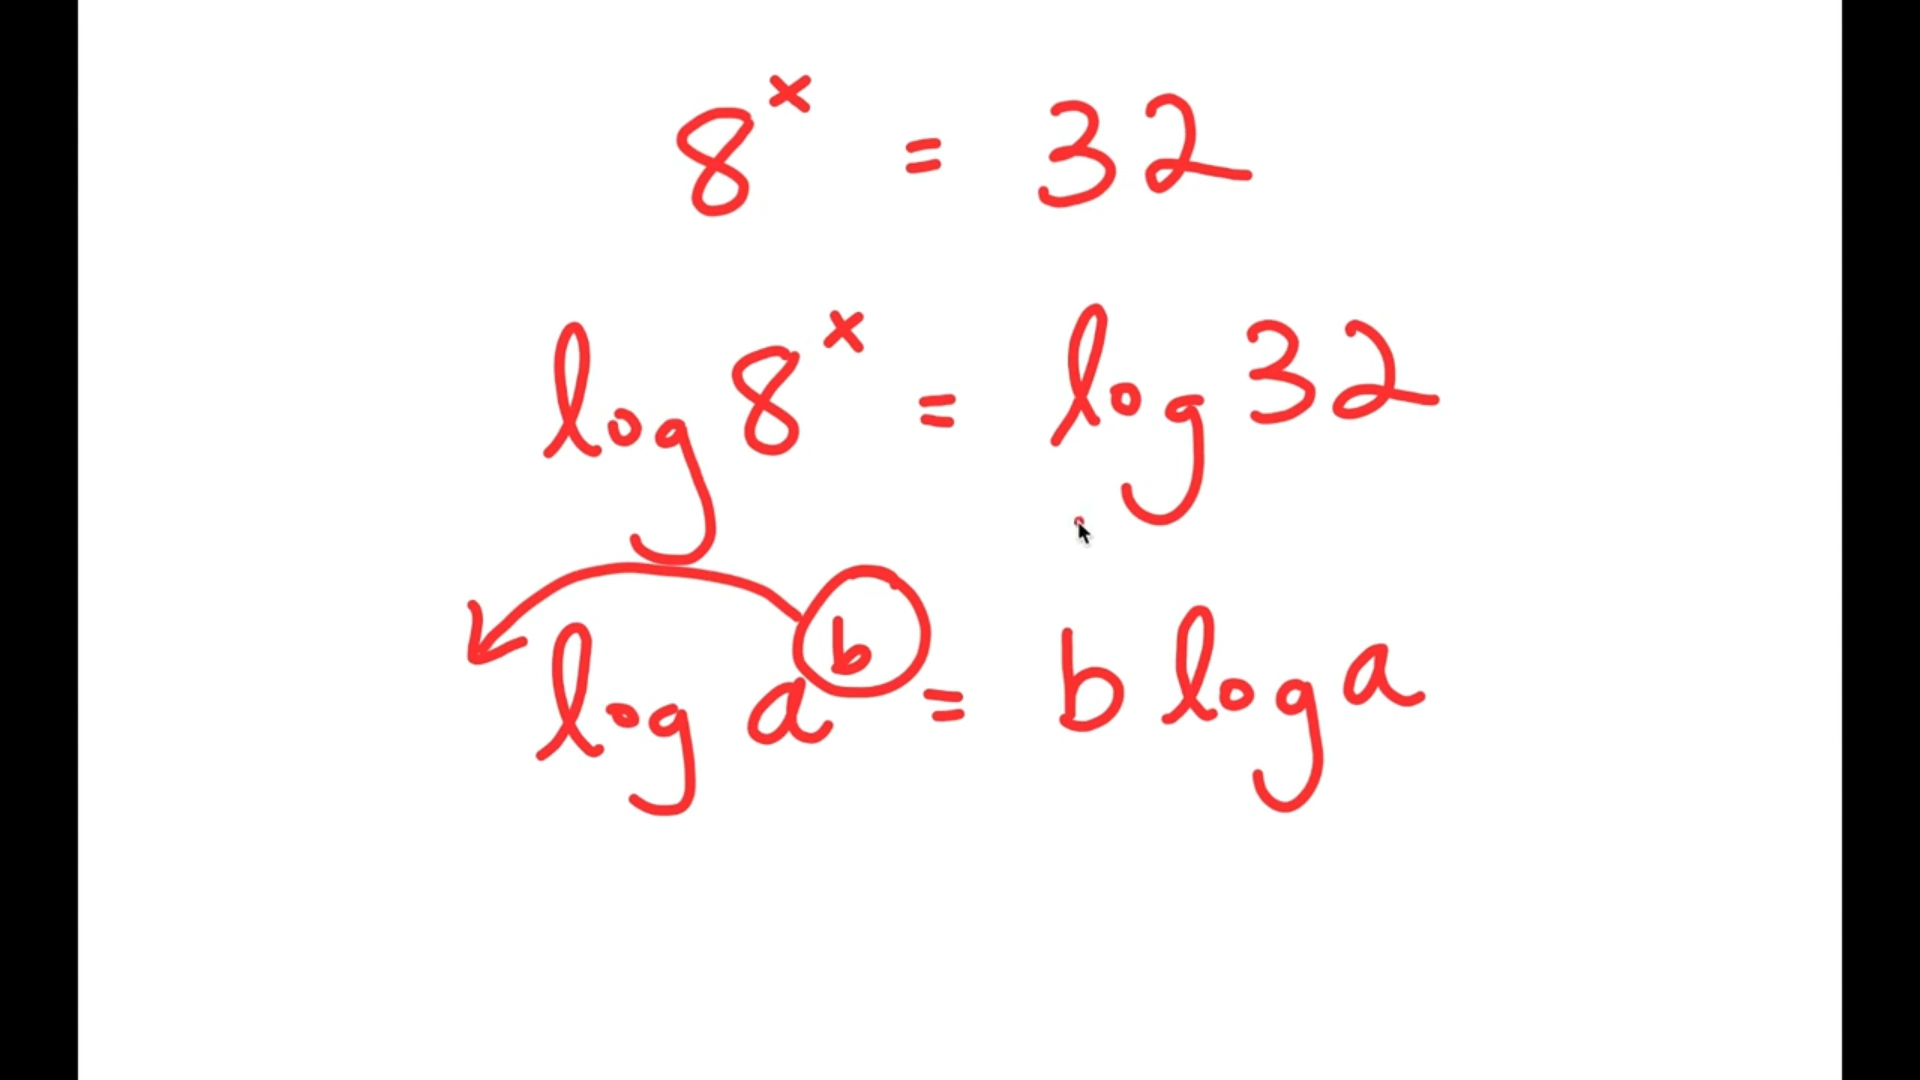 8^x = 32
log 8^x = log 32
log a^b = b log a